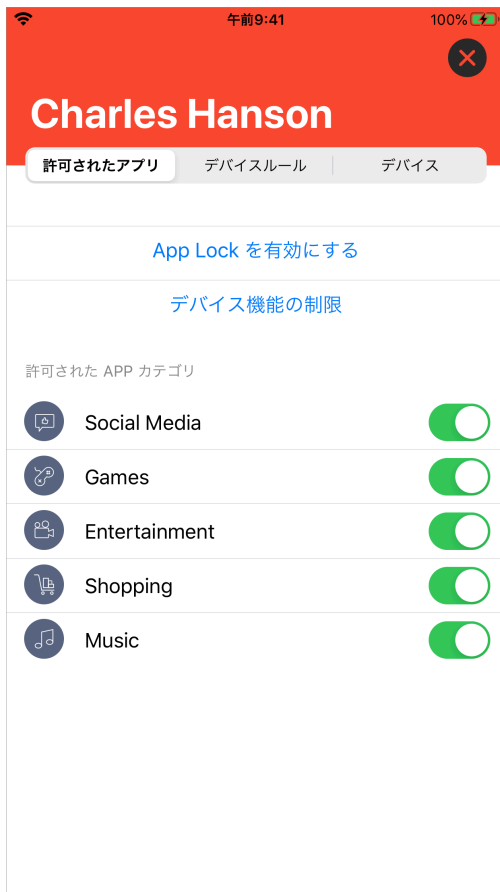 午前9:41
100%
Charles Hanson
許可されたアプリ
デバイスルール
デバイス
App Lock を有効にする
デバイス機能の制限
許可された APP カテゴリ
Social Media
Games
Entertainment
Shopping
Music